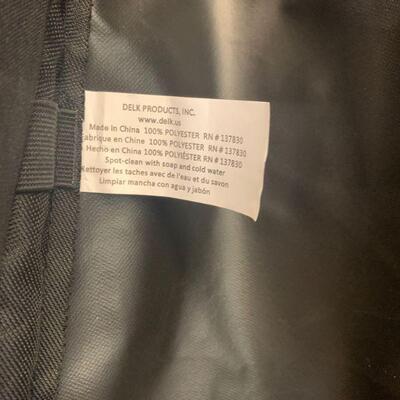 DELK PRODUCTS, INC.
www.delk.us
Made in China 100% POLYESTER RN # 137830
Fabrique en Chine 100% POLYESTER RN # 137830
Hecho en China 100% POLYIÉSTER RN # 137830
Spot-clean with soap and cold water
Nettoyer les taches avec de l'eau et du savon
Limpiar mancha con agua y jabón